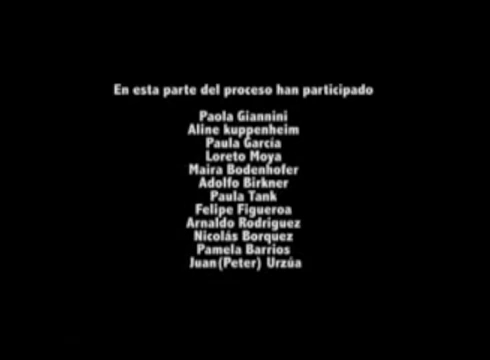 En esta parte del proceso han participado
Paola Giannini
Aline kuppenheim
Paula García
Loreto Moya
Maira Bodenhofer
Adolfo Birkner
Paula Tank
Felipe Figueroa
Arnaldo Rodriguez
Nicolás Borquez
Pamela Barrios
Juan(Peter) Urzúa